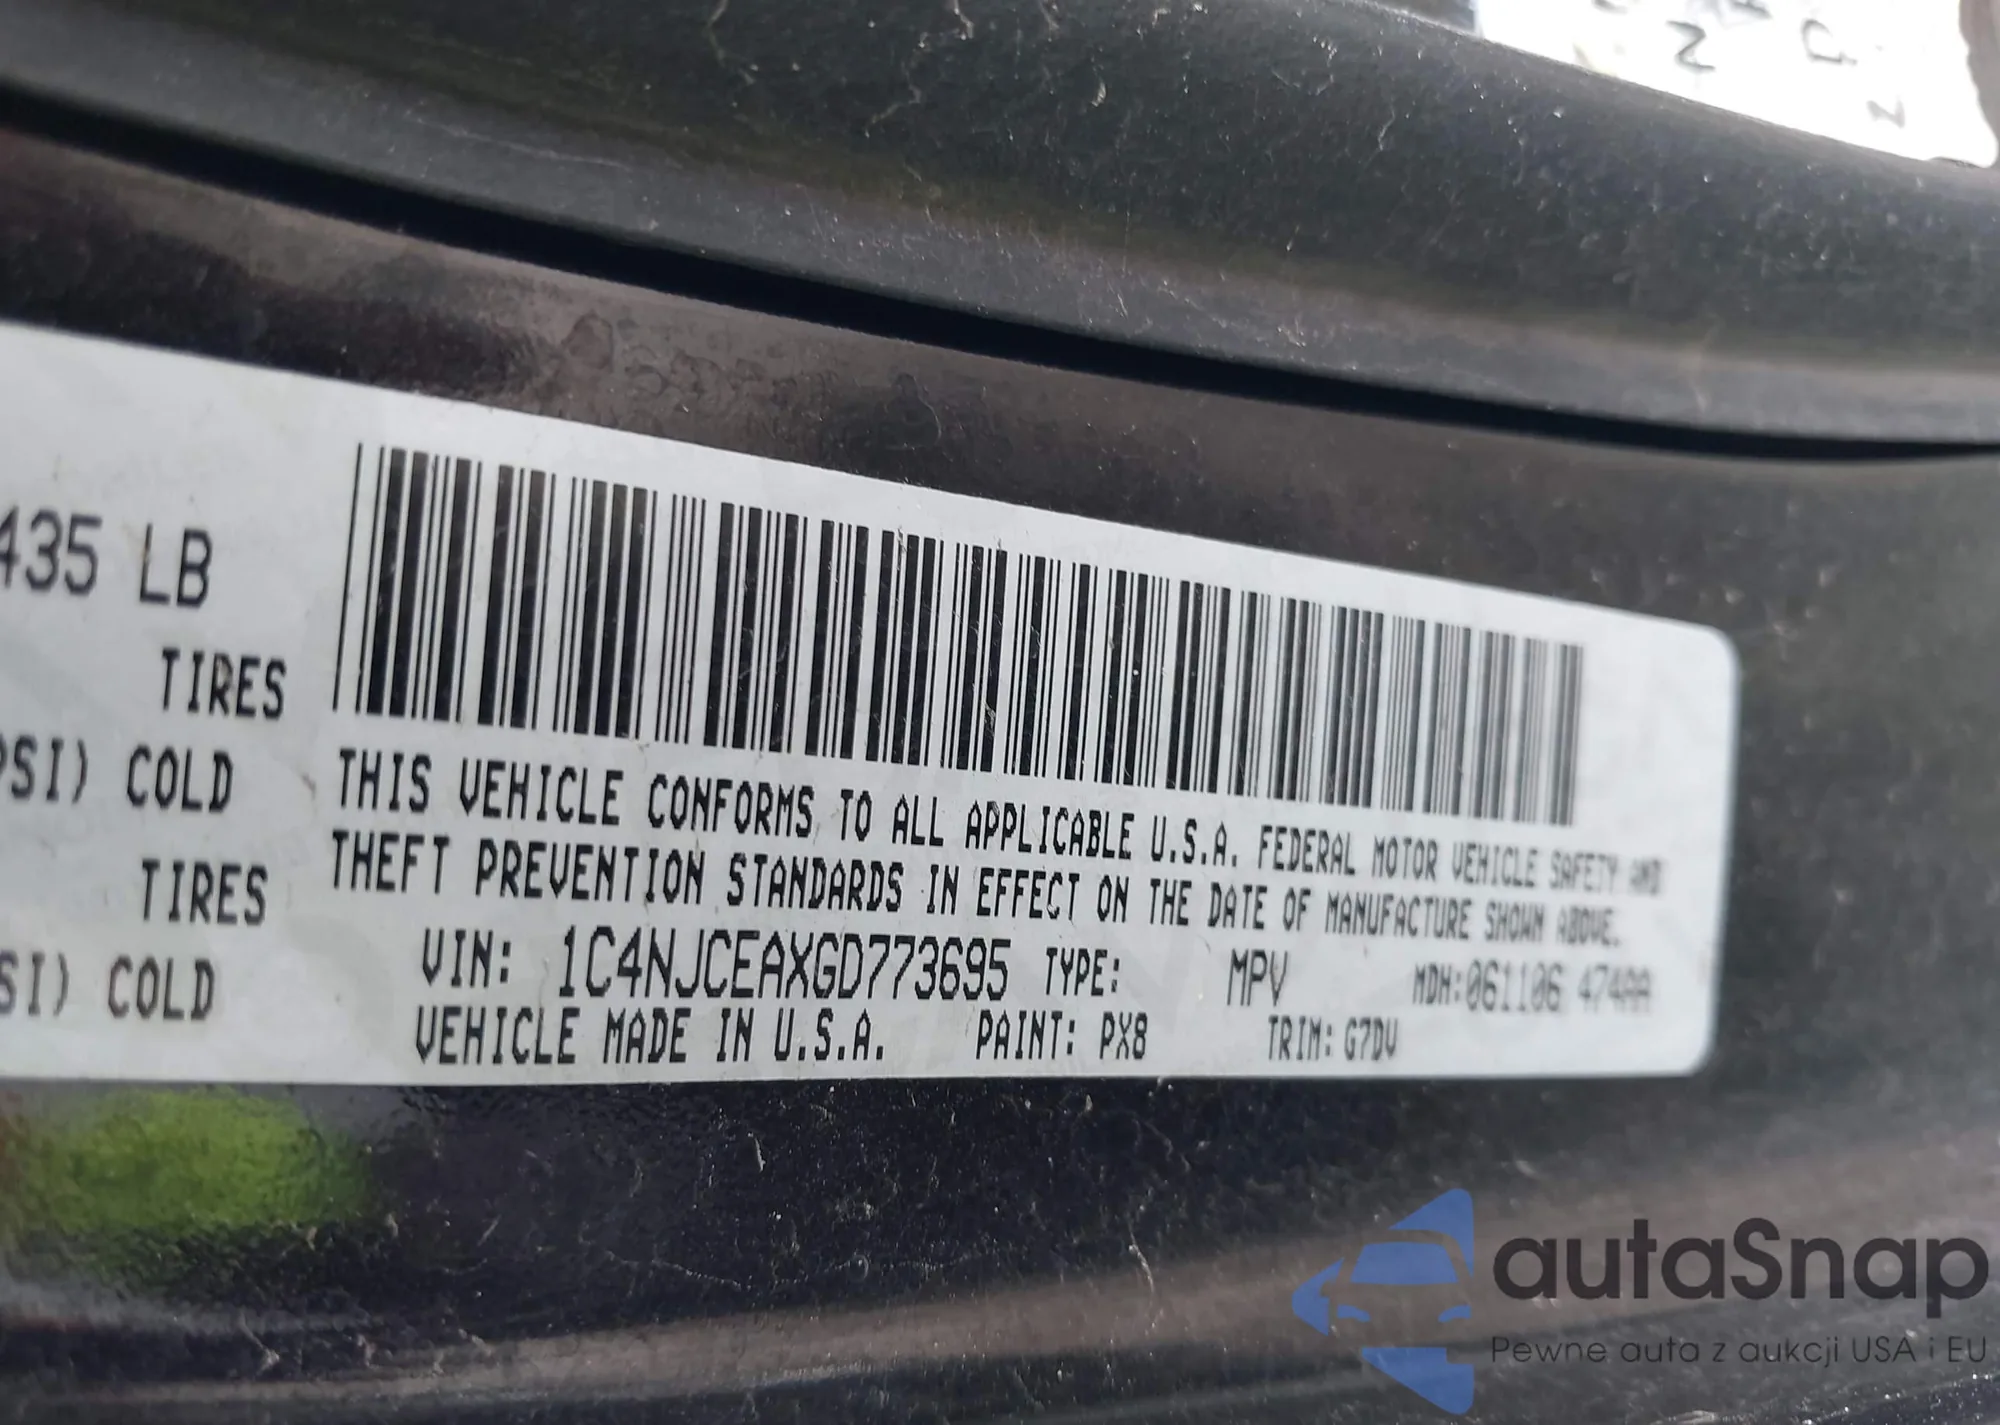 435 LB
TIRES
PSI) COLD
TIRES
SI) COLD
THIS VEHICLE CONFORMS TO ALL APPLICABLE U.S.A. FEDERAL MOTOR VEHICLE SAFETY AND
THEFT PREVENTION STANDARDS IN EFFECT ON THE DATE OF MANUFACTURE SHOWN ABOVE.
VIN: 1C4NJCEAXGD773695 TYPE: MPV MDH:061106 474AA
VEHICLE MADE IN U.S.A. PAINT: PX8 TRIM: G7DV
autaSnap
Pewne auta z aukcji USA i EU